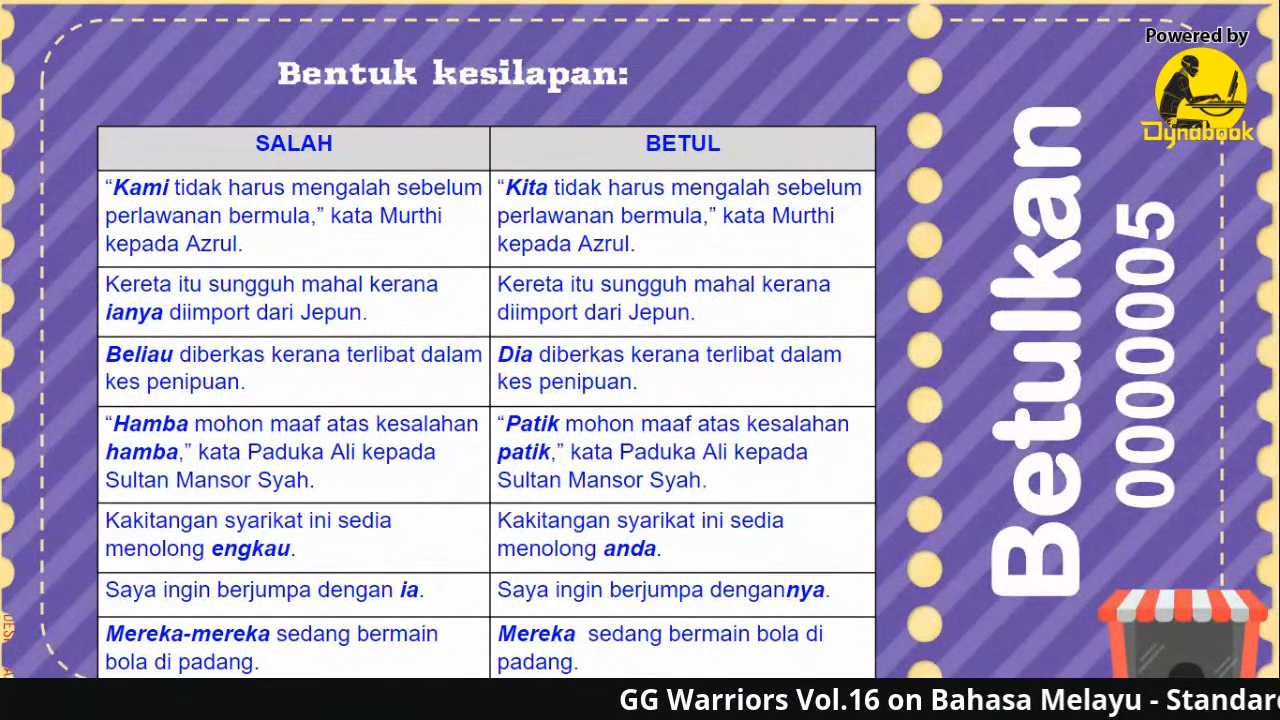 Powered by
Dynabook
Bentuk kesilapan:
SALAH
BETUL
“Kami tidak harus mengalah sebelum
perlawanan bermula,” kata Murthi
kepada Azrul.
“Kita tidak harus mengalah sebelum
perlawanan bermula,” kata Murthi
kepada Azrul.
Kereta itu sungguh mahal kerana
ianya diimport dari Jepun.
Kereta itu sungguh mahal kerana
diimport dari Jepun.
Beliau diberkas kerana terlibat dalam
kes penipuan.
Dia diberkas kerana terlibat dalam
kes penipuan.
“Hamba mohon maaf atas kesalahan
hamba,” kata Paduka Ali kepada
Sultan Mansor Syah.
“Patik mohon maaf atas kesalahan
patik,” kata Paduka Ali kepada
Sultan Mansor Syah.
Kakitangan syarikat ini sedia
menolong engkau.
Kakitangan syarikat ini sedia
menolong anda.
Saya ingin berjumpa dengan ia.
Saya ingin berjumpa dengannya.
Mereka-mereka sedang bermain
bola di padang.
Mereka sedang bermain bola di
padang.
Betulkan
0000005
GG Warriors Vol.16 on Bahasa Melayu - Standard